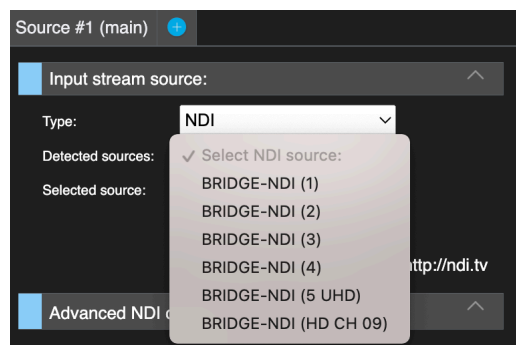 Source #1 (main)
Input stream source:
Type: NDI
Detected sources: ✓ Select NDI source:
Selected source: BRIDGE-NDI (1)
BRIDGE-NDI (2)
BRIDGE-NDI (3)
BRIDGE-NDI (4) http://ndi.tv
BRIDGE-NDI (5 UHD)
Advanced NDI
BRIDGE-NDI (HD CH 09)